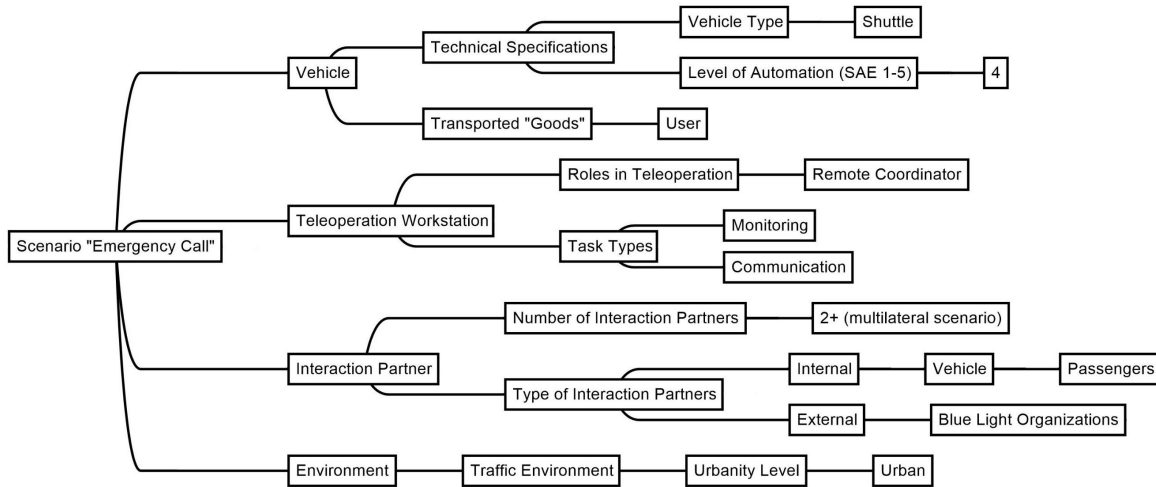 Scenario "Emergency Call"
Vehicle
Technical Specifications
Vehicle Type
Shuttle
Level of Automation (SAE 1-5)
4
Transported "Goods"
User
Teleoperation Workstation
Roles in Teleoperation
Remote Coordinator
Task Types
Monitoring
Communication
Interaction Partner
Number of Interaction Partners
2+ (multilateral scenario)
Type of Interaction Partners
Internal
Vehicle
Passengers
External
Blue Light Organizations
Environment
Traffic Environment
Urbanity Level
Urban